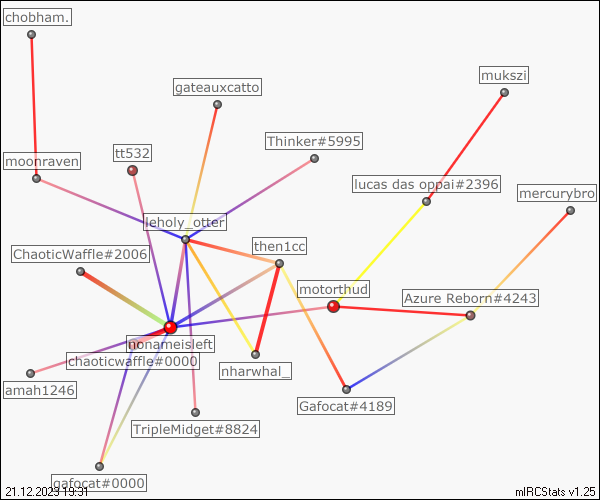 chobham.
mukszi
gateauxcatto
Thinker#5995
tt532
moonraven
lucas das oppai#2396
mercurybro
leholy_otter
then1cc
ChaoticWaffle#2006
motorthud
Azure Reborn#4243
nonameisleft
chaoticwaffle#0000
nharwhal_
amah1246
Gafocat#4189
TripleMidget#8824
gafocat#0000
21.12.2023 19:31
mIRCStats v1.25